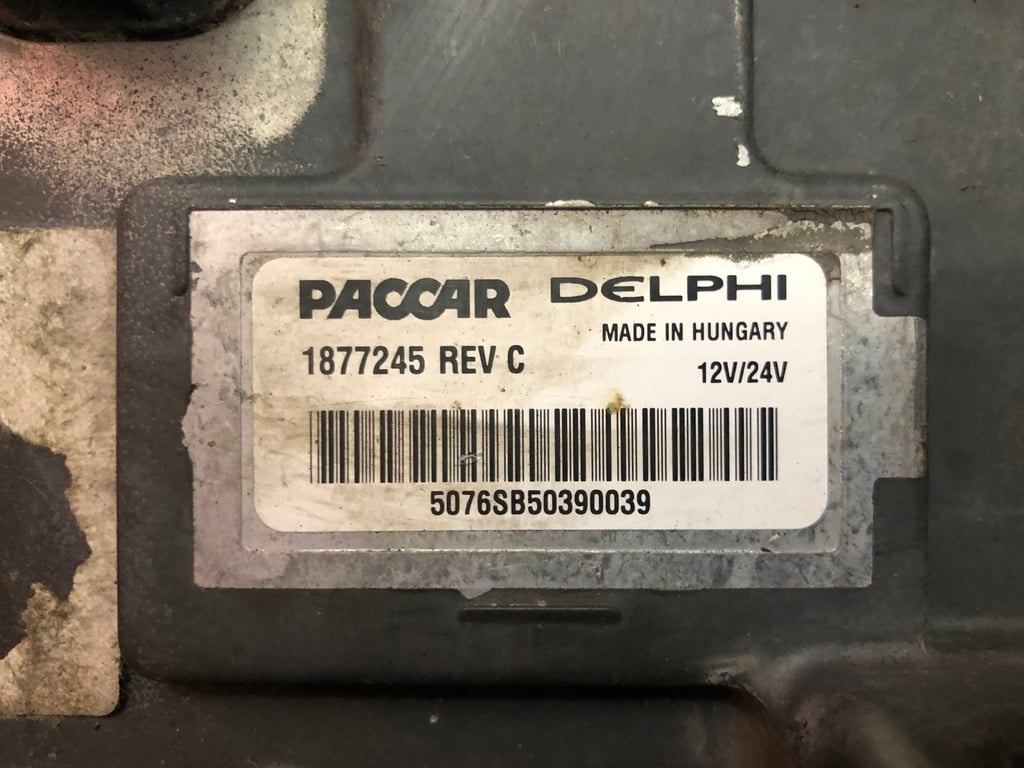 PACCAR DELPHI
MADE IN HUNGARY
1877245 REV C
12V/24V
5076SB50390039